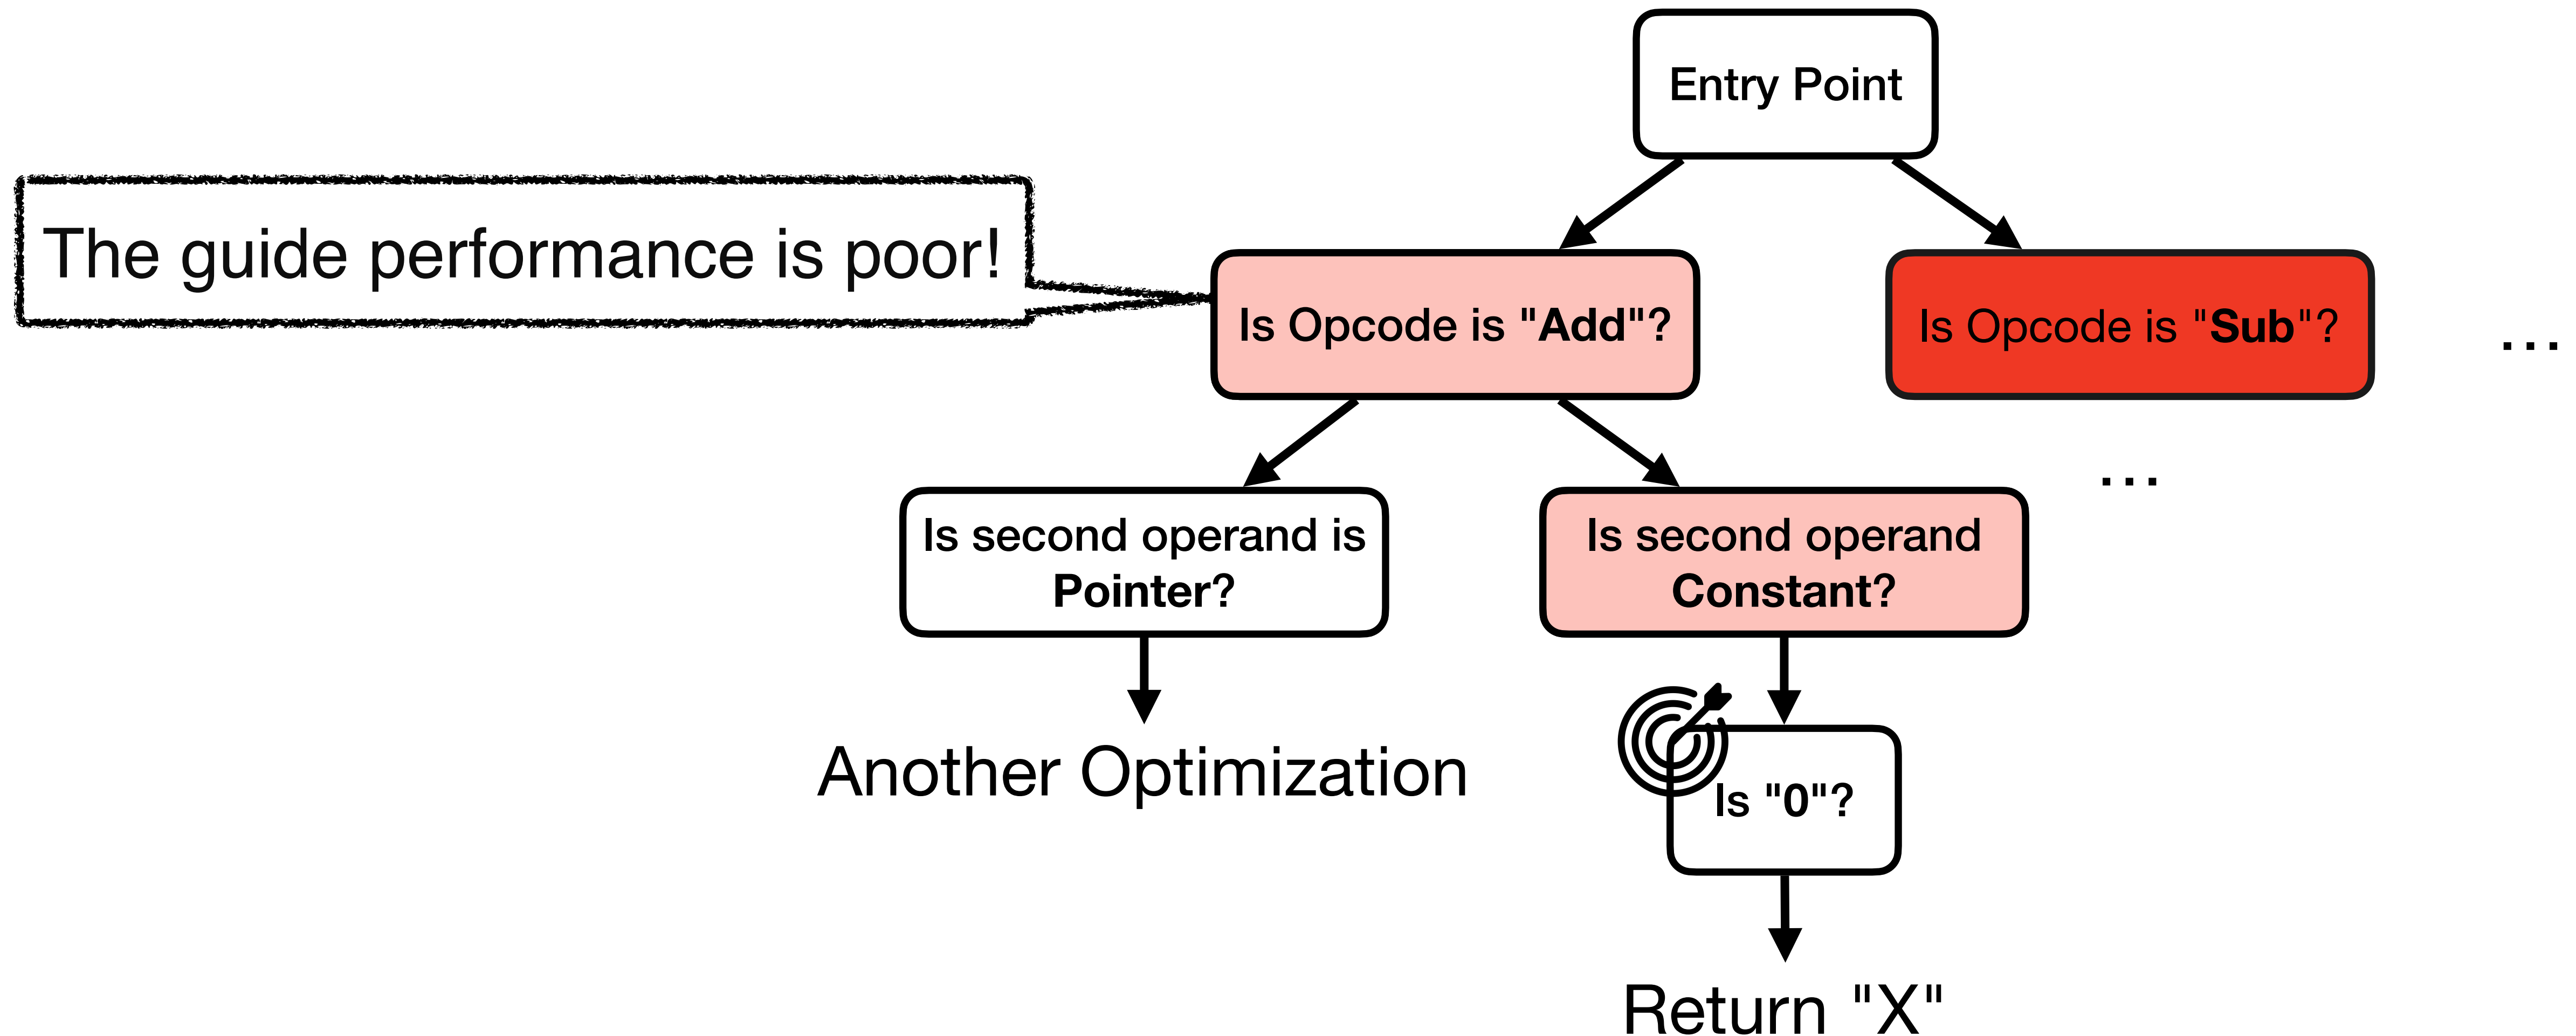 Entry Point
The guide performance is poor!
Is Opcode is "Add"?
Is Opcode is "Sub"?
...
...
Is second operand is
Pointer?
Is second operand
Constant?
Another Optimization
Is "0"?
Return "X"